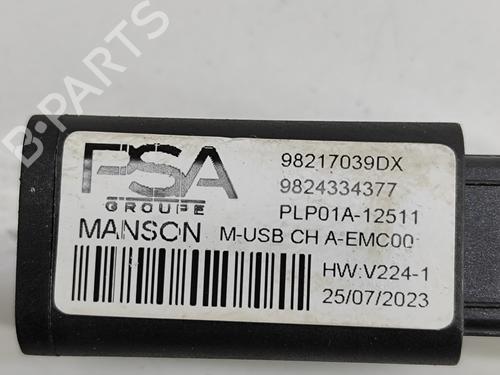 B-PARTS
PSA
GROUPE
98217039DX
9824334377
PLP01A-12511
MANSON M-USB CH A-EMC00
HW:V224-1
25/07/2023